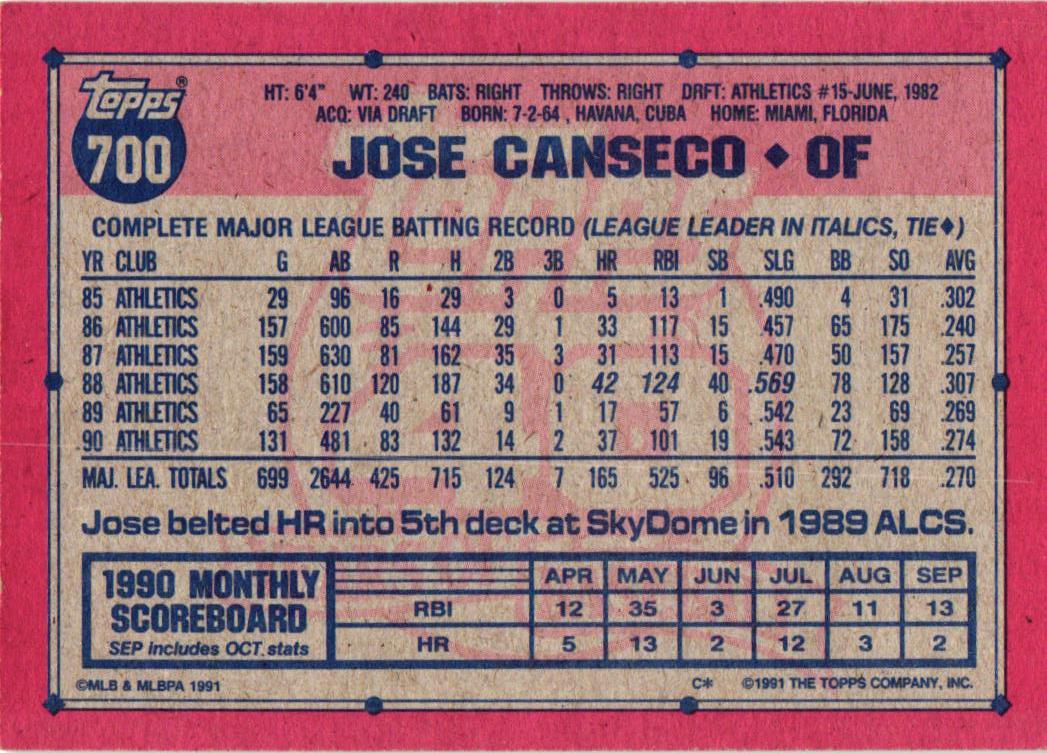 topps®
700
HT: 6'4" WT: 240 BATS: RIGHT THROWS: RIGHT DRFT: ATHLETICS #15-JUNE, 1982
ACQ: VIA DRAFT BORN: 7-2-64 , HAVANA, CUBA HOME: MIAMI, FLORIDA
JOSE CANSECO ◆ OF
COMPLETE MAJOR LEAGUE BATTING RECORD (LEAGUE LEADER IN ITALICS, TIE◆)
YR CLUB G AB R H 2B 3B HR RBI SB SLG BB SO AVG
85 ATHLETICS 29 96 16 29 3 0 5 13 1 .490 4 31 .302
86 ATHLETICS 157 600 85 144 29 1 33 117 15 .457 65 175 .240
87 ATHLETICS 159 630 81 162 35 3 31 113 15 .470 50 157 .257
88 ATHLETICS 158 610 120 187 34 0 42 124 40 .569 78 128 .307
89 ATHLETICS 65 227 40 61 9 1 17 57 6 .542 23 69 .269
90 ATHLETICS 131 481 83 132 14 2 37 101 19 .543 72 158 .274
MAJ. LEA. TOTALS 699 2644 425 715 124 7 165 525 96 .510 292 718 .270
Jose belted HR into 5th deck at SkyDome in 1989 ALCS.
1990 MONTHLY
SCOREBOARD
SEP includes OCT. stats
APR MAY JUN JUL AUG SEP
RBI 12 35 3 27 11 13
HR 5 13 2 12 3 2
©MLB & MLBPA 1991 C* ©1991 THE TOPPS COMPANY, INC.